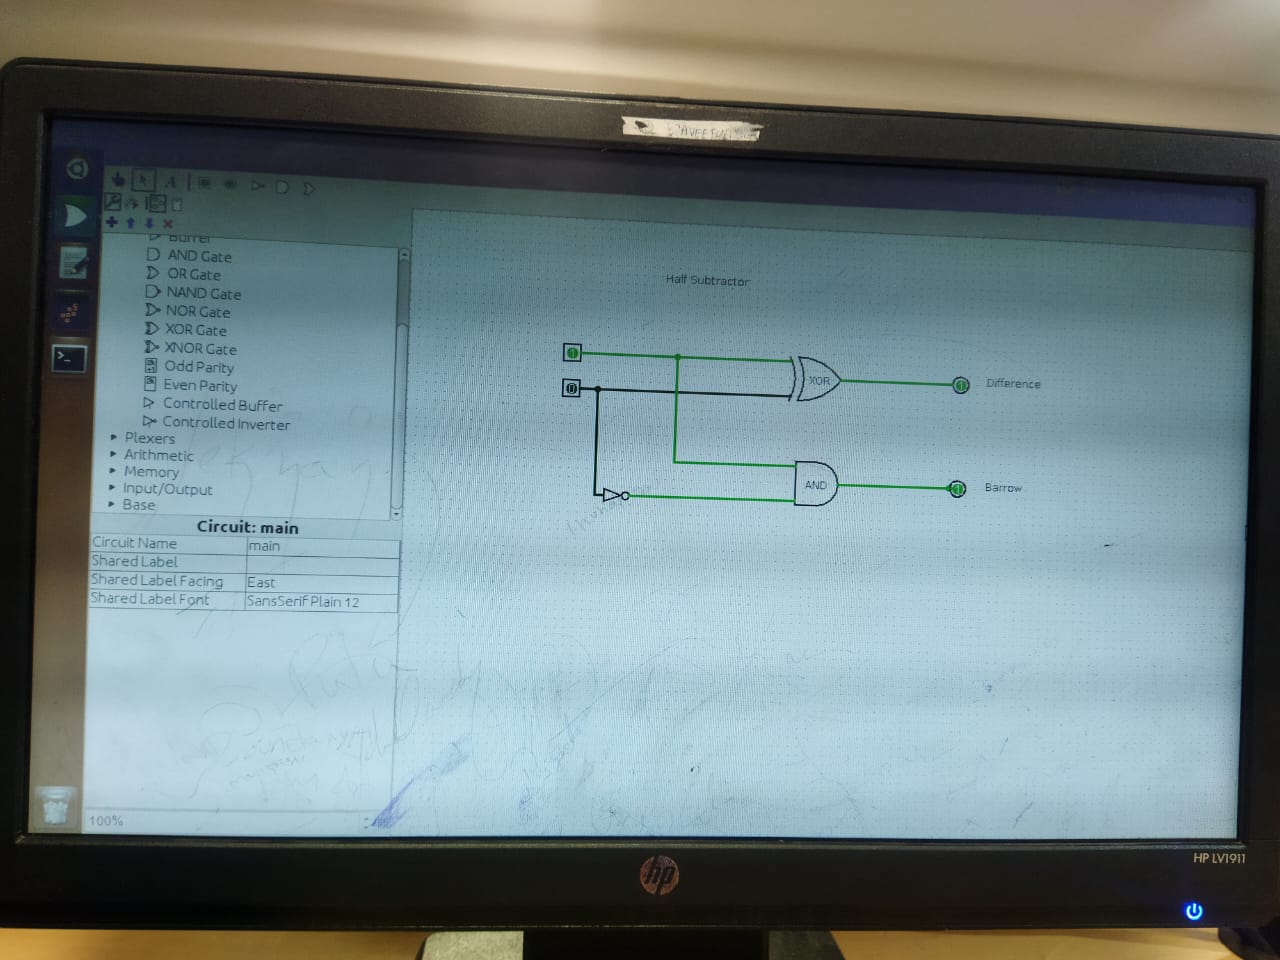 Buffer
AND Gate
OR Gate
NAND Gate
NOR Gate
XOR Gate
XNOR Gate
Odd Parity
Even Parity
Controlled Buffer
Controlled Inverter
Plexers
Arithmetic
Memory
Input/Output
Base
Circuit: main
Circuit Name main
Shared Label
Shared Label Facing East
Shared Label Font SansSerif Plain 12
100%
Half Subtractor
1
0
XOR
1
Difference
AND
1
Barrow
hp
HP LV1911